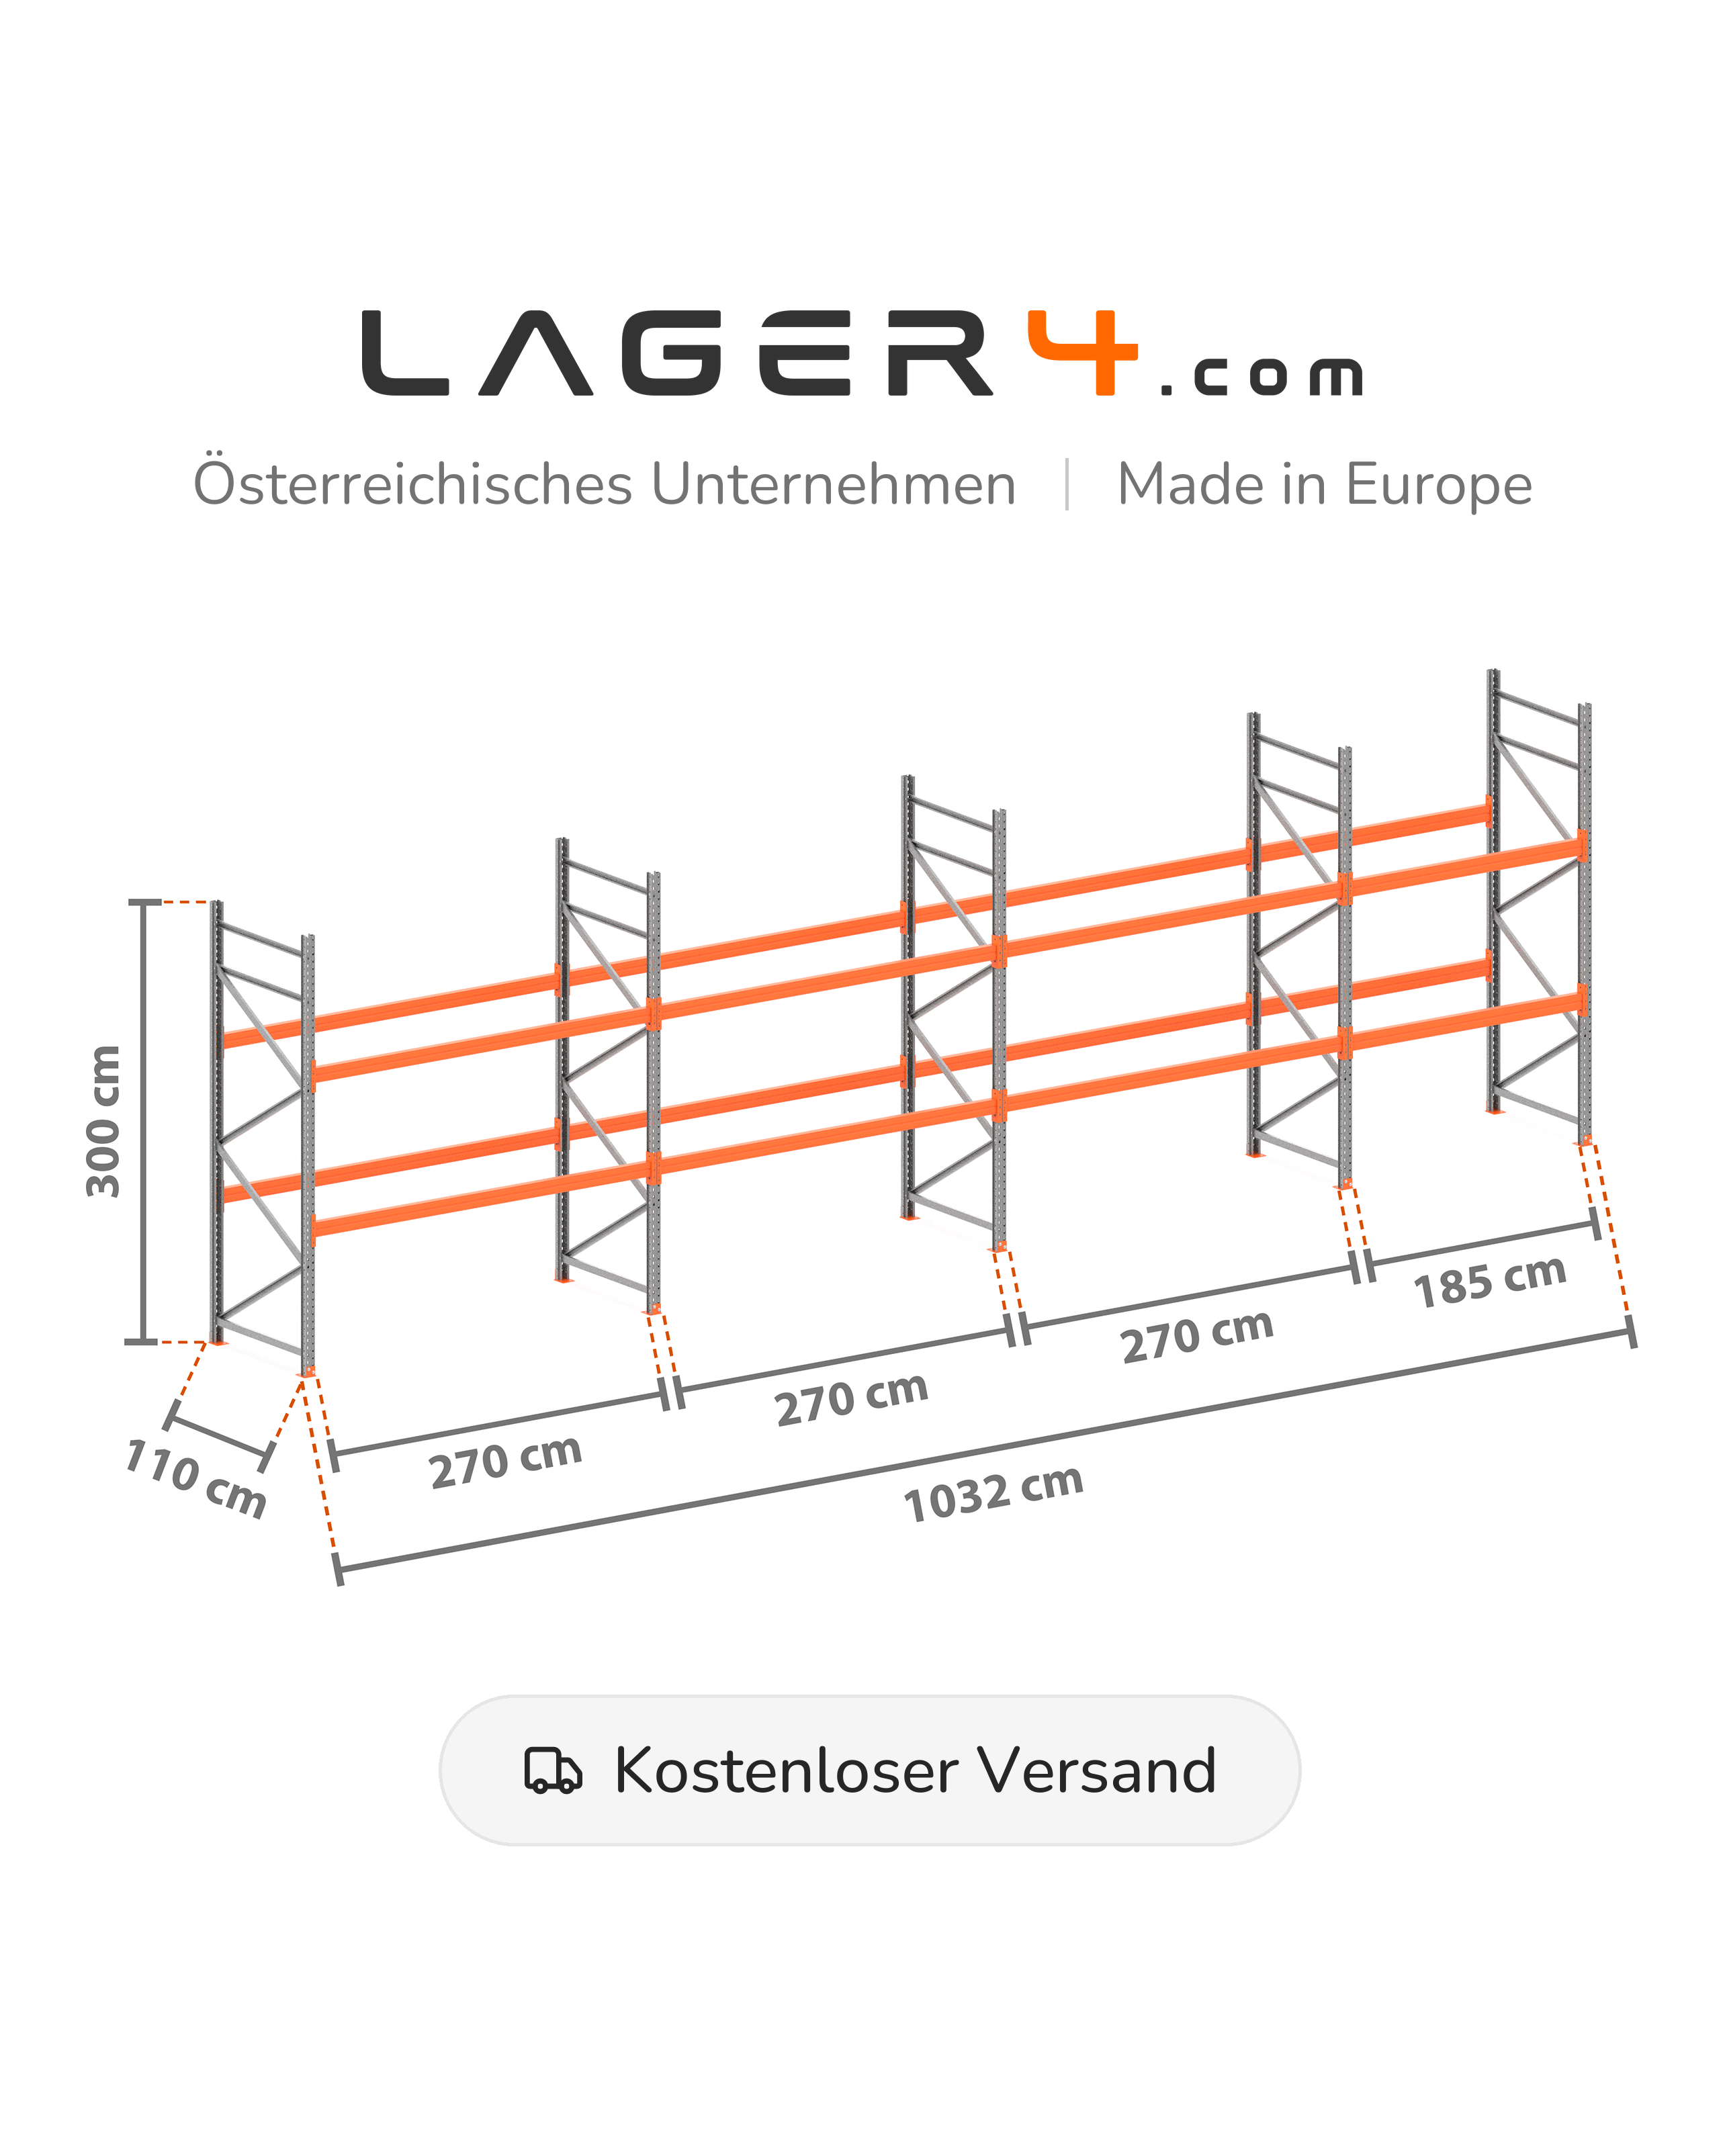 LAGER4.com
Österreichisches Unternehmen | Made in Europe
300 cm
110 cm
270 cm
270 cm
270 cm
185 cm
1032 cm
Kostenloser Versand